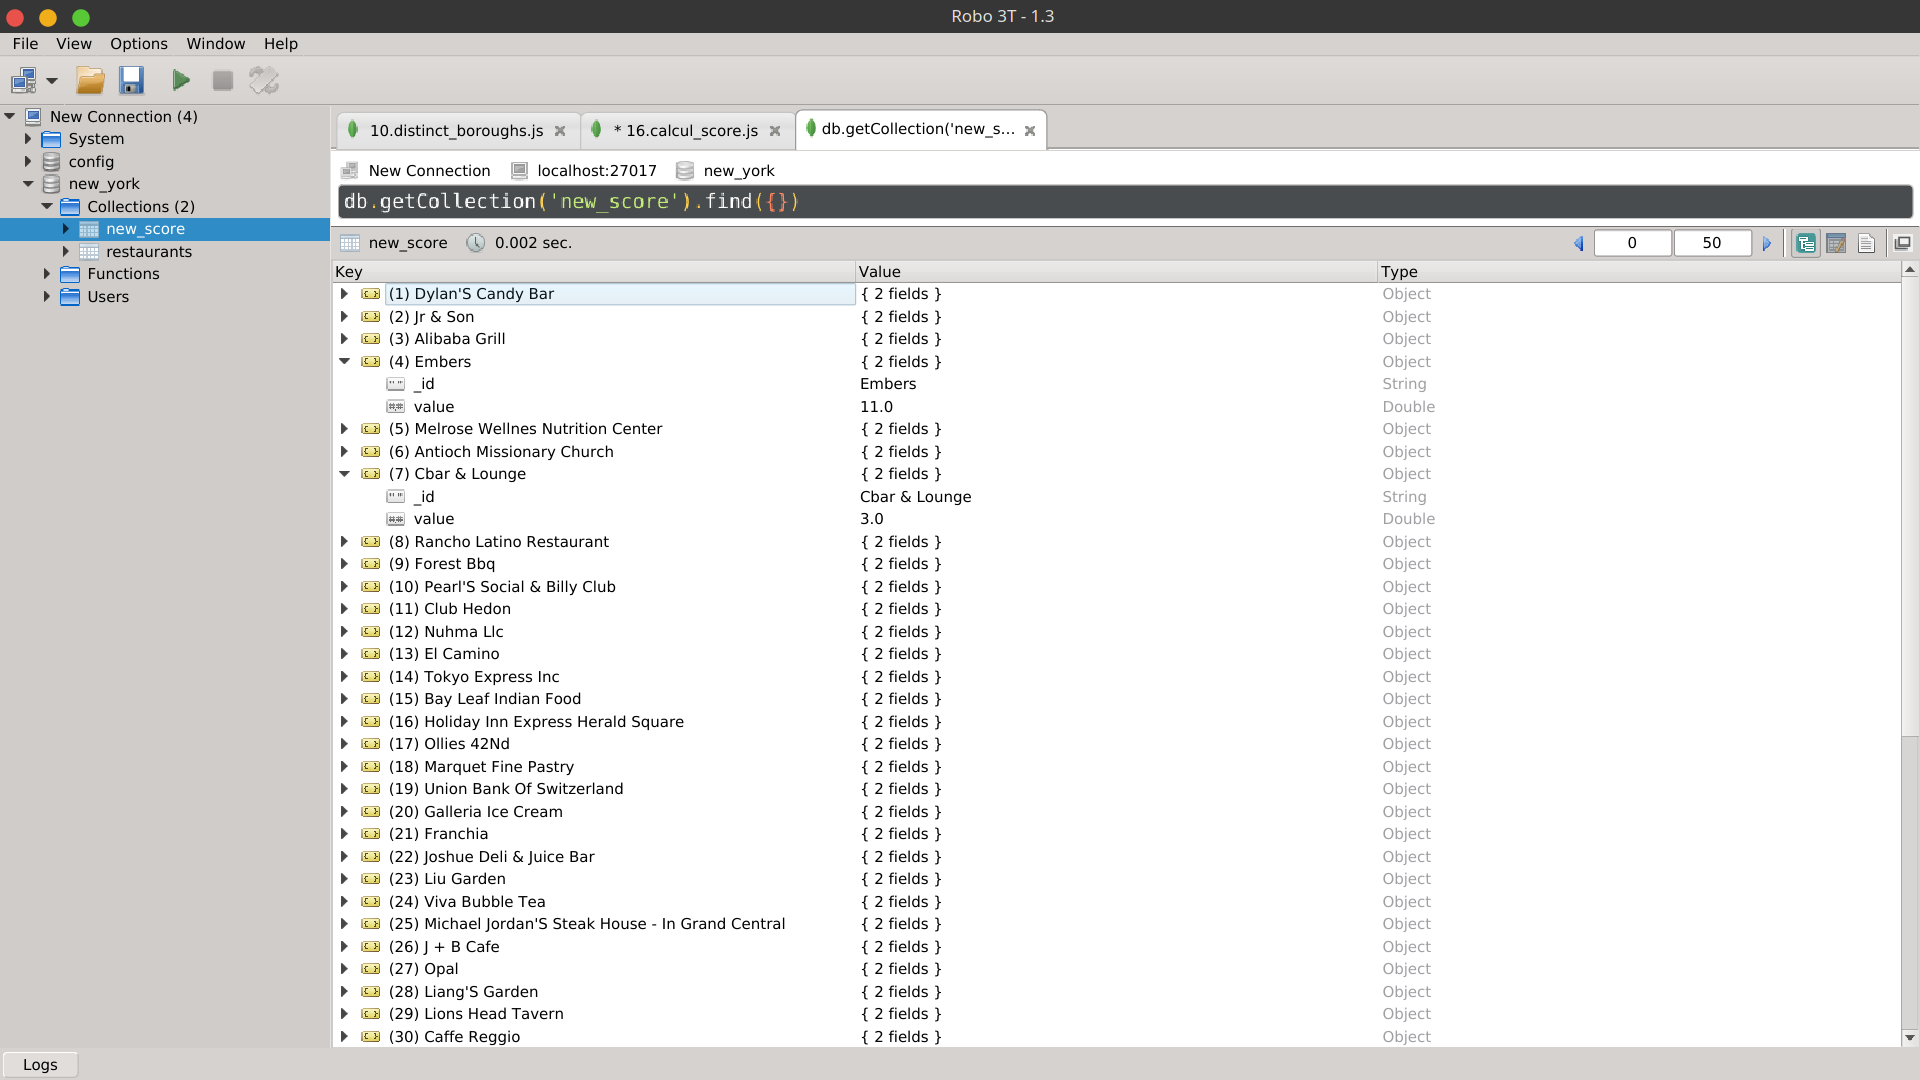 Robo 3T - 1.3
File View Options Window Help
New Connection (4)
System
config
new_york
Collections (2)
new_score
restaurants
Functions
Users
10.distinct_boroughs.js * 16.calcul_score.js db.getCollection('new_s...
New Connection localhost:27017 new_york
db.getCollection('new_score').find({})
new_score 0.002 sec. 0 50
Key Value Type
(1) Dylan'S Candy Bar { 2 fields } Object
(2) Jr & Son { 2 fields } Object
(3) Alibaba Grill { 2 fields } Object
(4) Embers { 2 fields } Object
_id Embers String
value 11.0 Double
(5) Melrose Wellnes Nutrition Center { 2 fields } Object
(6) Antioch Missionary Church { 2 fields } Object
(7) Cbar & Lounge { 2 fields } Object
_id Cbar & Lounge String
value 3.0 Double
(8) Rancho Latino Restaurant { 2 fields } Object
(9) Forest Bbq { 2 fields } Object
(10) Pearl'S Social & Billy Club { 2 fields } Object
(11) Club Hedon { 2 fields } Object
(12) Nuhma Llc { 2 fields } Object
(13) El Camino { 2 fields } Object
(14) Tokyo Express Inc { 2 fields } Object
(15) Bay Leaf Indian Food { 2 fields } Object
(16) Holiday Inn Express Herald Square { 2 fields } Object
(17) Ollies 42Nd { 2 fields } Object
(18) Marquet Fine Pastry { 2 fields } Object
(19) Union Bank Of Switzerland { 2 fields } Object
(20) Galleria Ice Cream { 2 fields } Object
(21) Franchia { 2 fields } Object
(22) Joshue Deli & Juice Bar { 2 fields } Object
(23) Liu Garden { 2 fields } Object
(24) Viva Bubble Tea { 2 fields } Object
(25) Michael Jordan'S Steak House - In Grand Central { 2 fields } Object
(26) J + B Cafe { 2 fields } Object
(27) Opal { 2 fields } Object
(28) Liang'S Garden { 2 fields } Object
(29) Lions Head Tavern { 2 fields } Object
(30) Caffe Reggio { 2 fields } Object
Logs